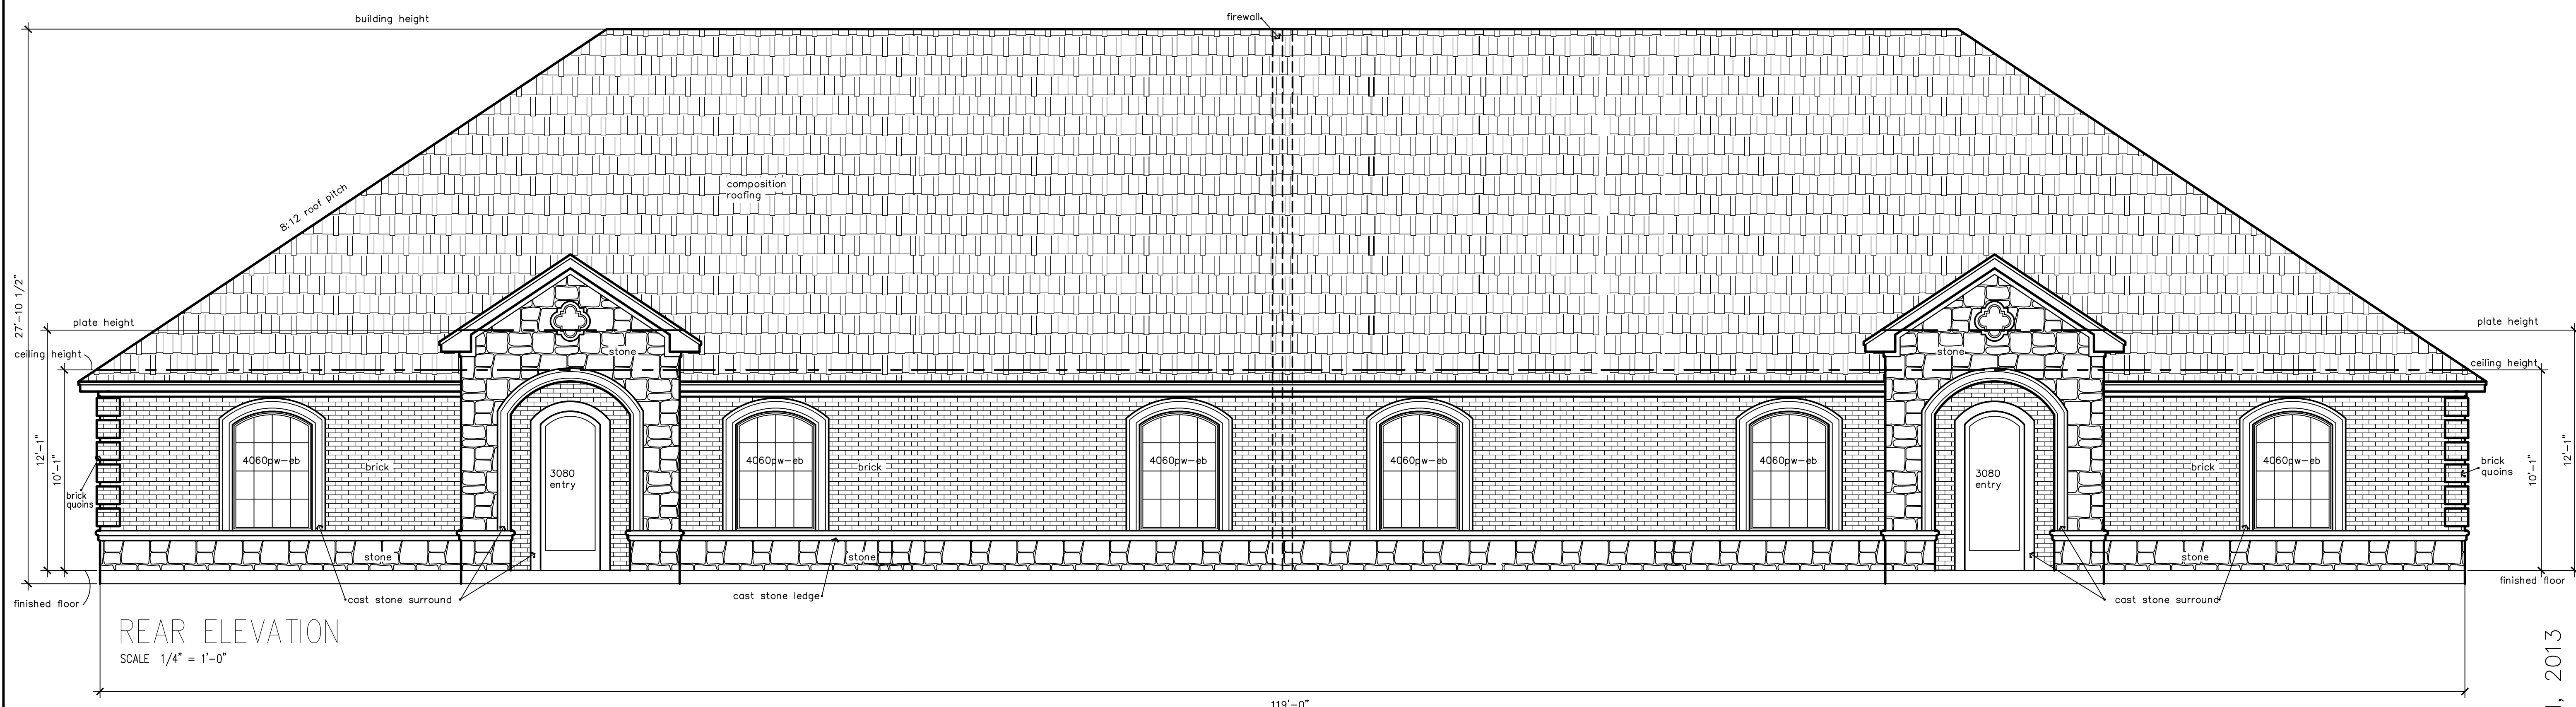 building height
firewall
8:12 roof pitch
composition
roofing
27'-10 1/2"
plate height
plate height
ceiling height
ceiling height
stone
stone
12'-1"
10'-1"
10'-1"
12'-1"
4060pw-eb
4060pw-eb
4060pw-eb
4060pw-eb
4060pw-eb
4060pw-eb
brick
brick
brick
3080
entry
3080
entry
brick
quoins
brick
quoins
stone
stone
stone
finished floor
cast stone surround
cast stone ledge
cast stone surround
finished floor
REAR ELEVATION
SCALE 1/4" = 1'-0"
119'-0"
2013